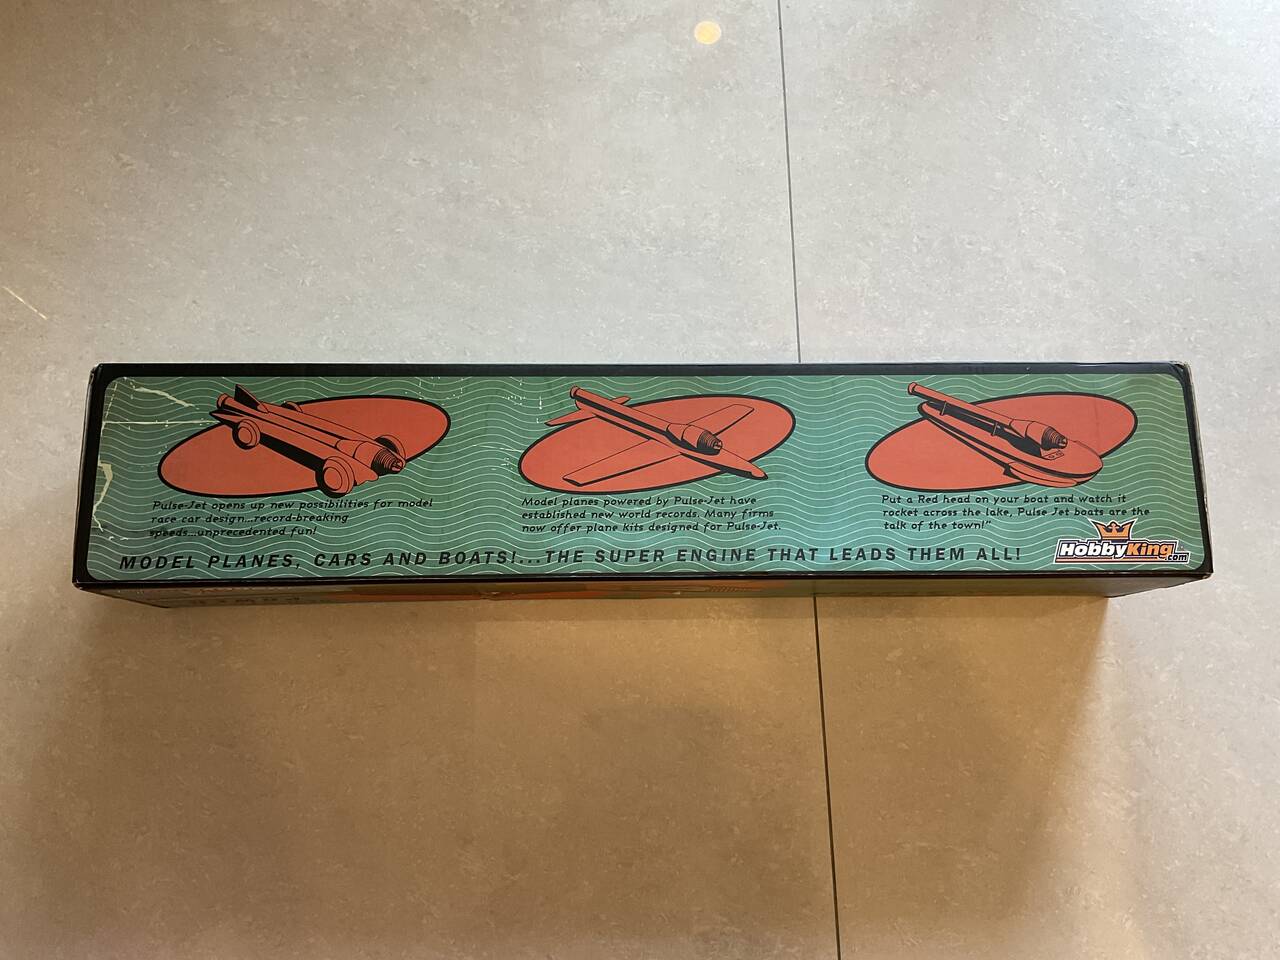 Pulse-Jet opens up new possibilities for model
race car design...record-breaking
speeds...unprecedented fun!
Model planes powered by Pulse-Jet have
established new world records. Many firms
now offer plane kits designed for Pulse-Jet.
Put a Red head on your boat and watch it
rocket across the lake, Pulse Jet boats are the
talk of the town!"
MODEL PLANES, CARS AND BOATS!...THE SUPER ENGINE THAT LEADS THEM ALL!
HobbyKing.com